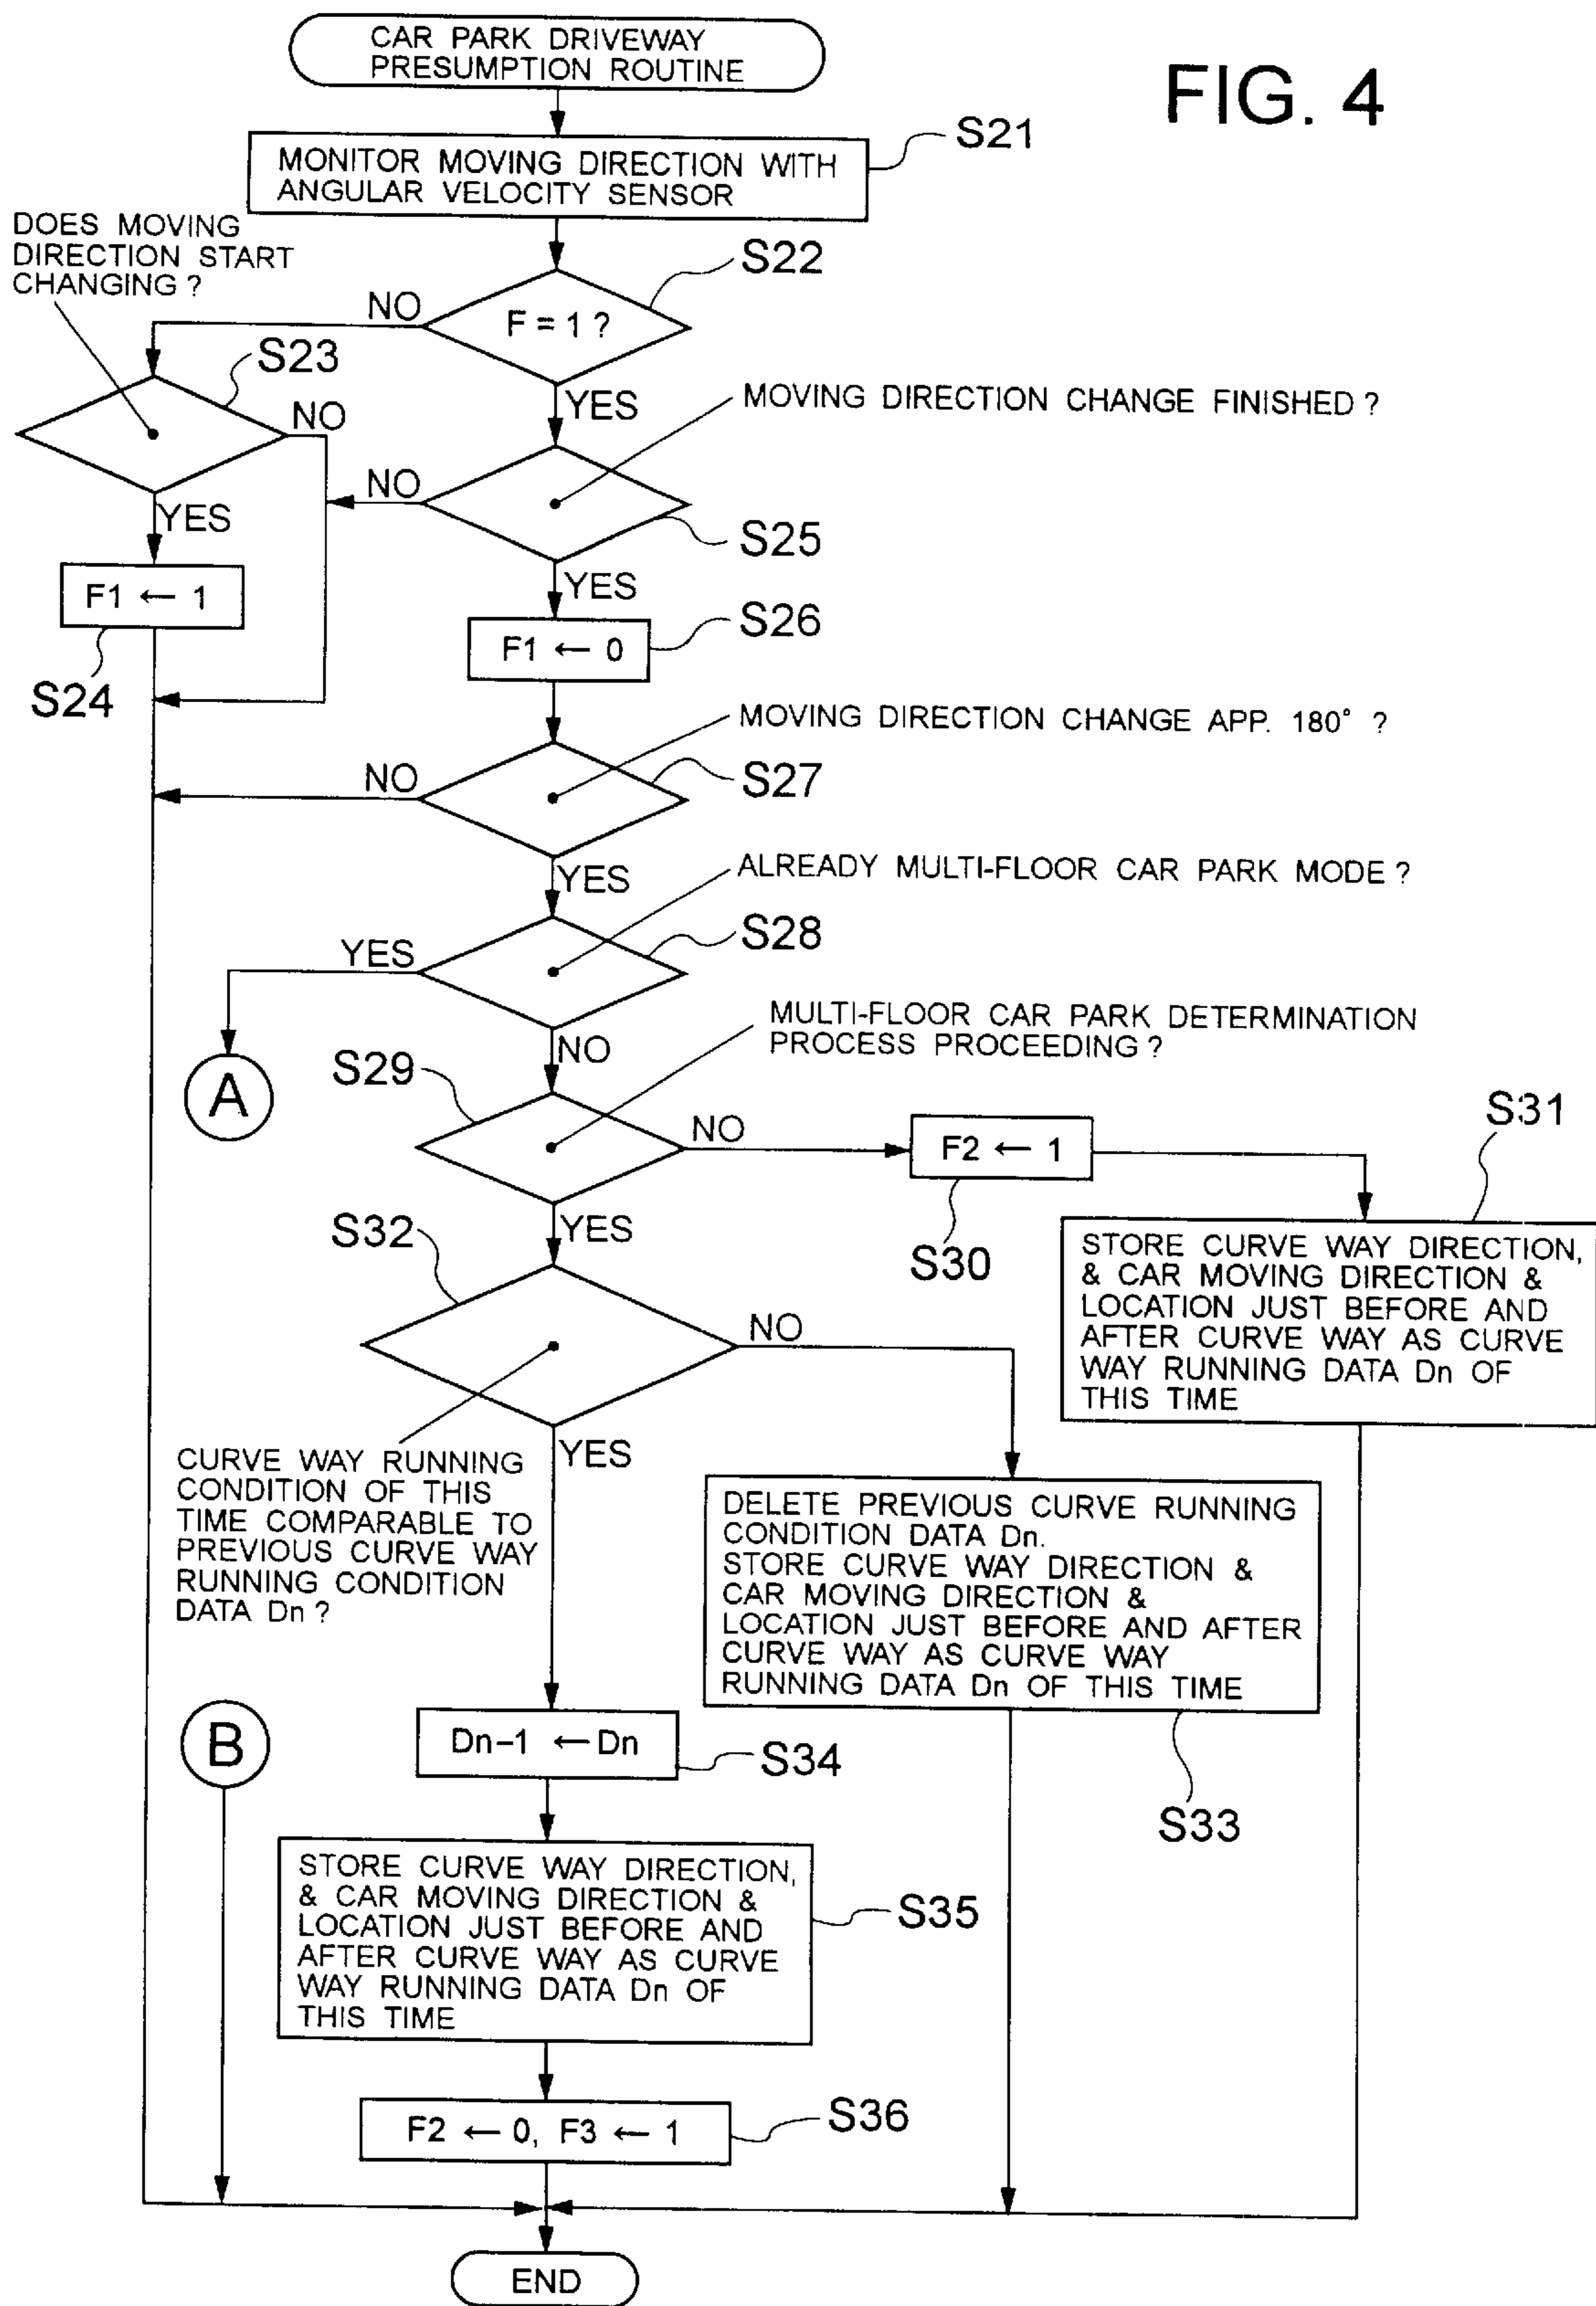 CAR PARK DRIVEWAY
PRESUMPTION ROUTINE
FIG. 4
S21
MONITOR MOVING DIRECTION WITH
ANGULAR VELOCITY SENSOR
DOES MOVING
DIRECTION START
CHANGING ?
S22
NO
F = 1 ?
S23
YES
MOVING DIRECTION CHANGE FINISHED ?
NO
NO
YES
S25
F1 ← 1
YES
S26
F1 ← 0
S24
MOVING DIRECTION CHANGE APP. 180° ?
NO
S27
YES
ALREADY MULTI-FLOOR CAR PARK MODE ?
YES
S28
MULTI-FLOOR CAR PARK DETERMINATION
PROCESS PROCEEDING ?
NO
A
S29
NO
F2 ← 1
S31
YES
S30
S32
STORE CURVE WAY DIRECTION,
& CAR MOVING DIRECTION &
LOCATION JUST BEFORE AND
AFTER CURVE WAY AS CURVE
WAY RUNNING DATA Dn OF
THIS TIME
NO
YES
CURVE WAY RUNNING
CONDITION OF THIS
TIME COMPARABLE TO
PREVIOUS CURVE WAY
RUNNING CONDITION
DATA Dn ?
DELETE PREVIOUS CURVE RUNNING
CONDITION DATA Dn.
STORE CURVE WAY DIRECTION &
CAR MOVING DIRECTION &
LOCATION JUST BEFORE AND AFTER
CURVE WAY AS CURVE WAY
RUNNING DATA Dn OF THIS TIME
B
Dn-1 ← Dn
S34
S33
STORE CURVE WAY DIRECTION,
& CAR MOVING DIRECTION &
LOCATION JUST BEFORE AND
AFTER CURVE WAY AS CURVE
WAY RUNNING DATA Dn OF
THIS TIME
S35
F2 ← 0, F3 ← 1
S36
END